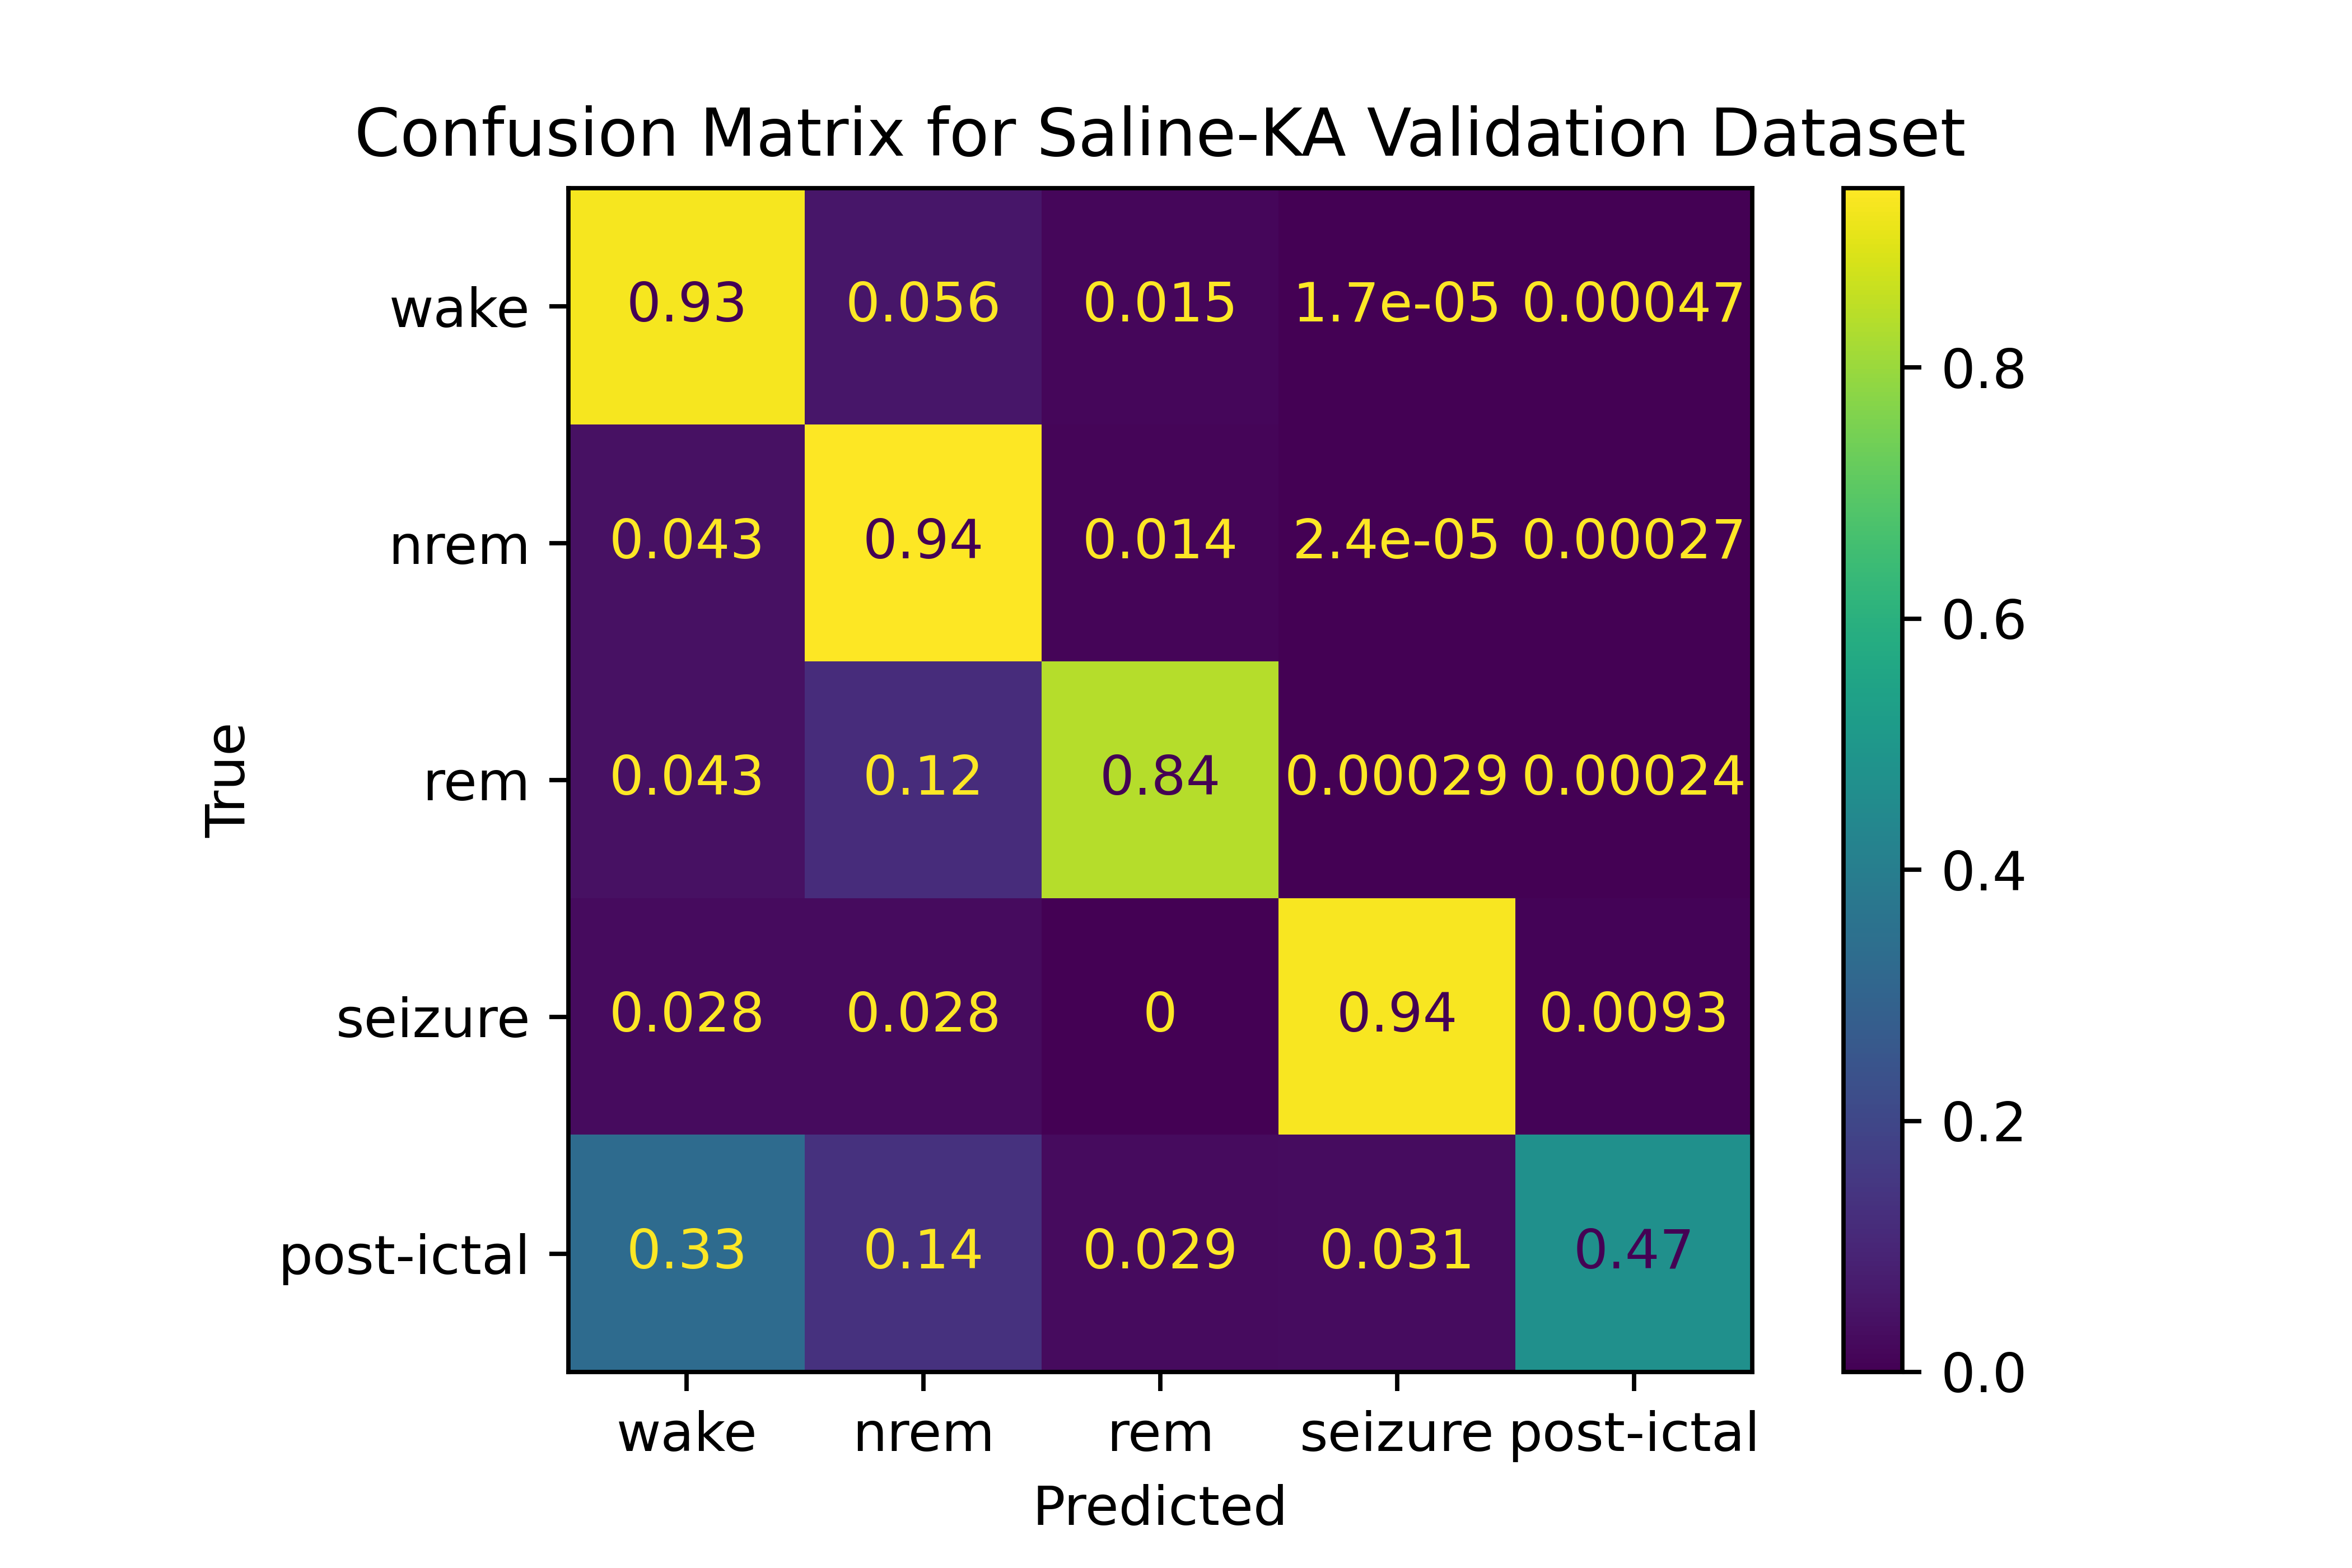 Confusion Matrix for Saline-KA Validation Dataset
wake 0.93 0.056 0.015 1.7e-05 0.00047
nrem 0.043 0.94 0.014 2.4e-05 0.00027
rem 0.043 0.12 0.84 0.00029 0.00024
seizure 0.028 0.028 0 0.94 0.0093
post-ictal 0.33 0.14 0.029 0.031 0.47
wake nrem rem seizure post-ictal
Predicted
True
0.8
0.6
0.4
0.2
0.0